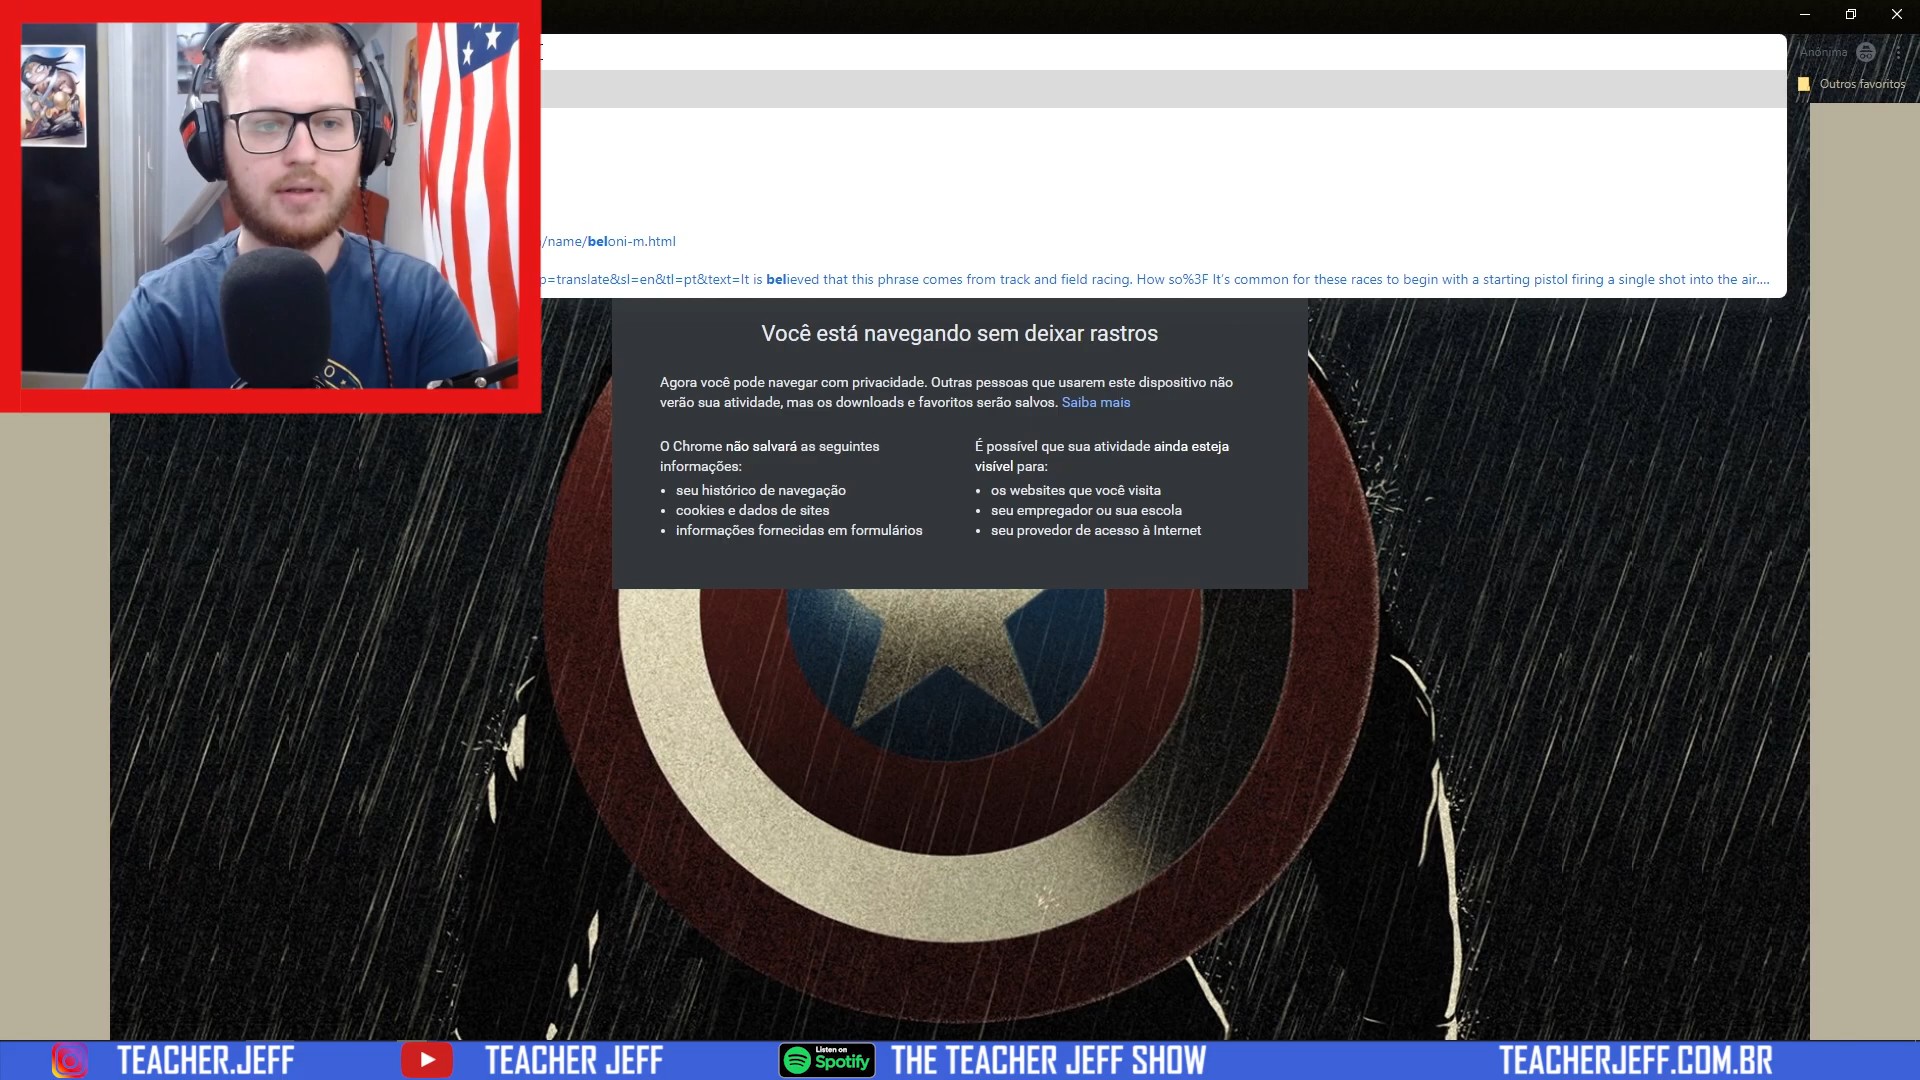 Anônima
Outros favoritos
/name/beloni-m.html
=translate&sl=en&tl=pt&text=It is believed that this phrase comes from track and field racing. How so%3F It's common for these races to begin with a starting pistol firing a single shot into the air....
Você está navegando sem deixar rastros
Agora você pode navegar com privacidade. Outras pessoas que usarem este dispositivo não
verão sua atividade, mas os downloads e favoritos serão salvos. Saiba mais
O Chrome não salvará as seguintes
informações:
• seu histórico de navegação
• cookies e dados de sites
• informações fornecidas em formulários
É possível que sua atividade ainda esteja
visível para:
• os websites que você visita
• seu empregador ou sua escola
• seu provedor de acesso à Internet
TEACHER.JEFF
TEACHER JEFF
Listen on
Spotify
THE TEACHER JEFF SHOW
TEACHERJEFF.COM.BR